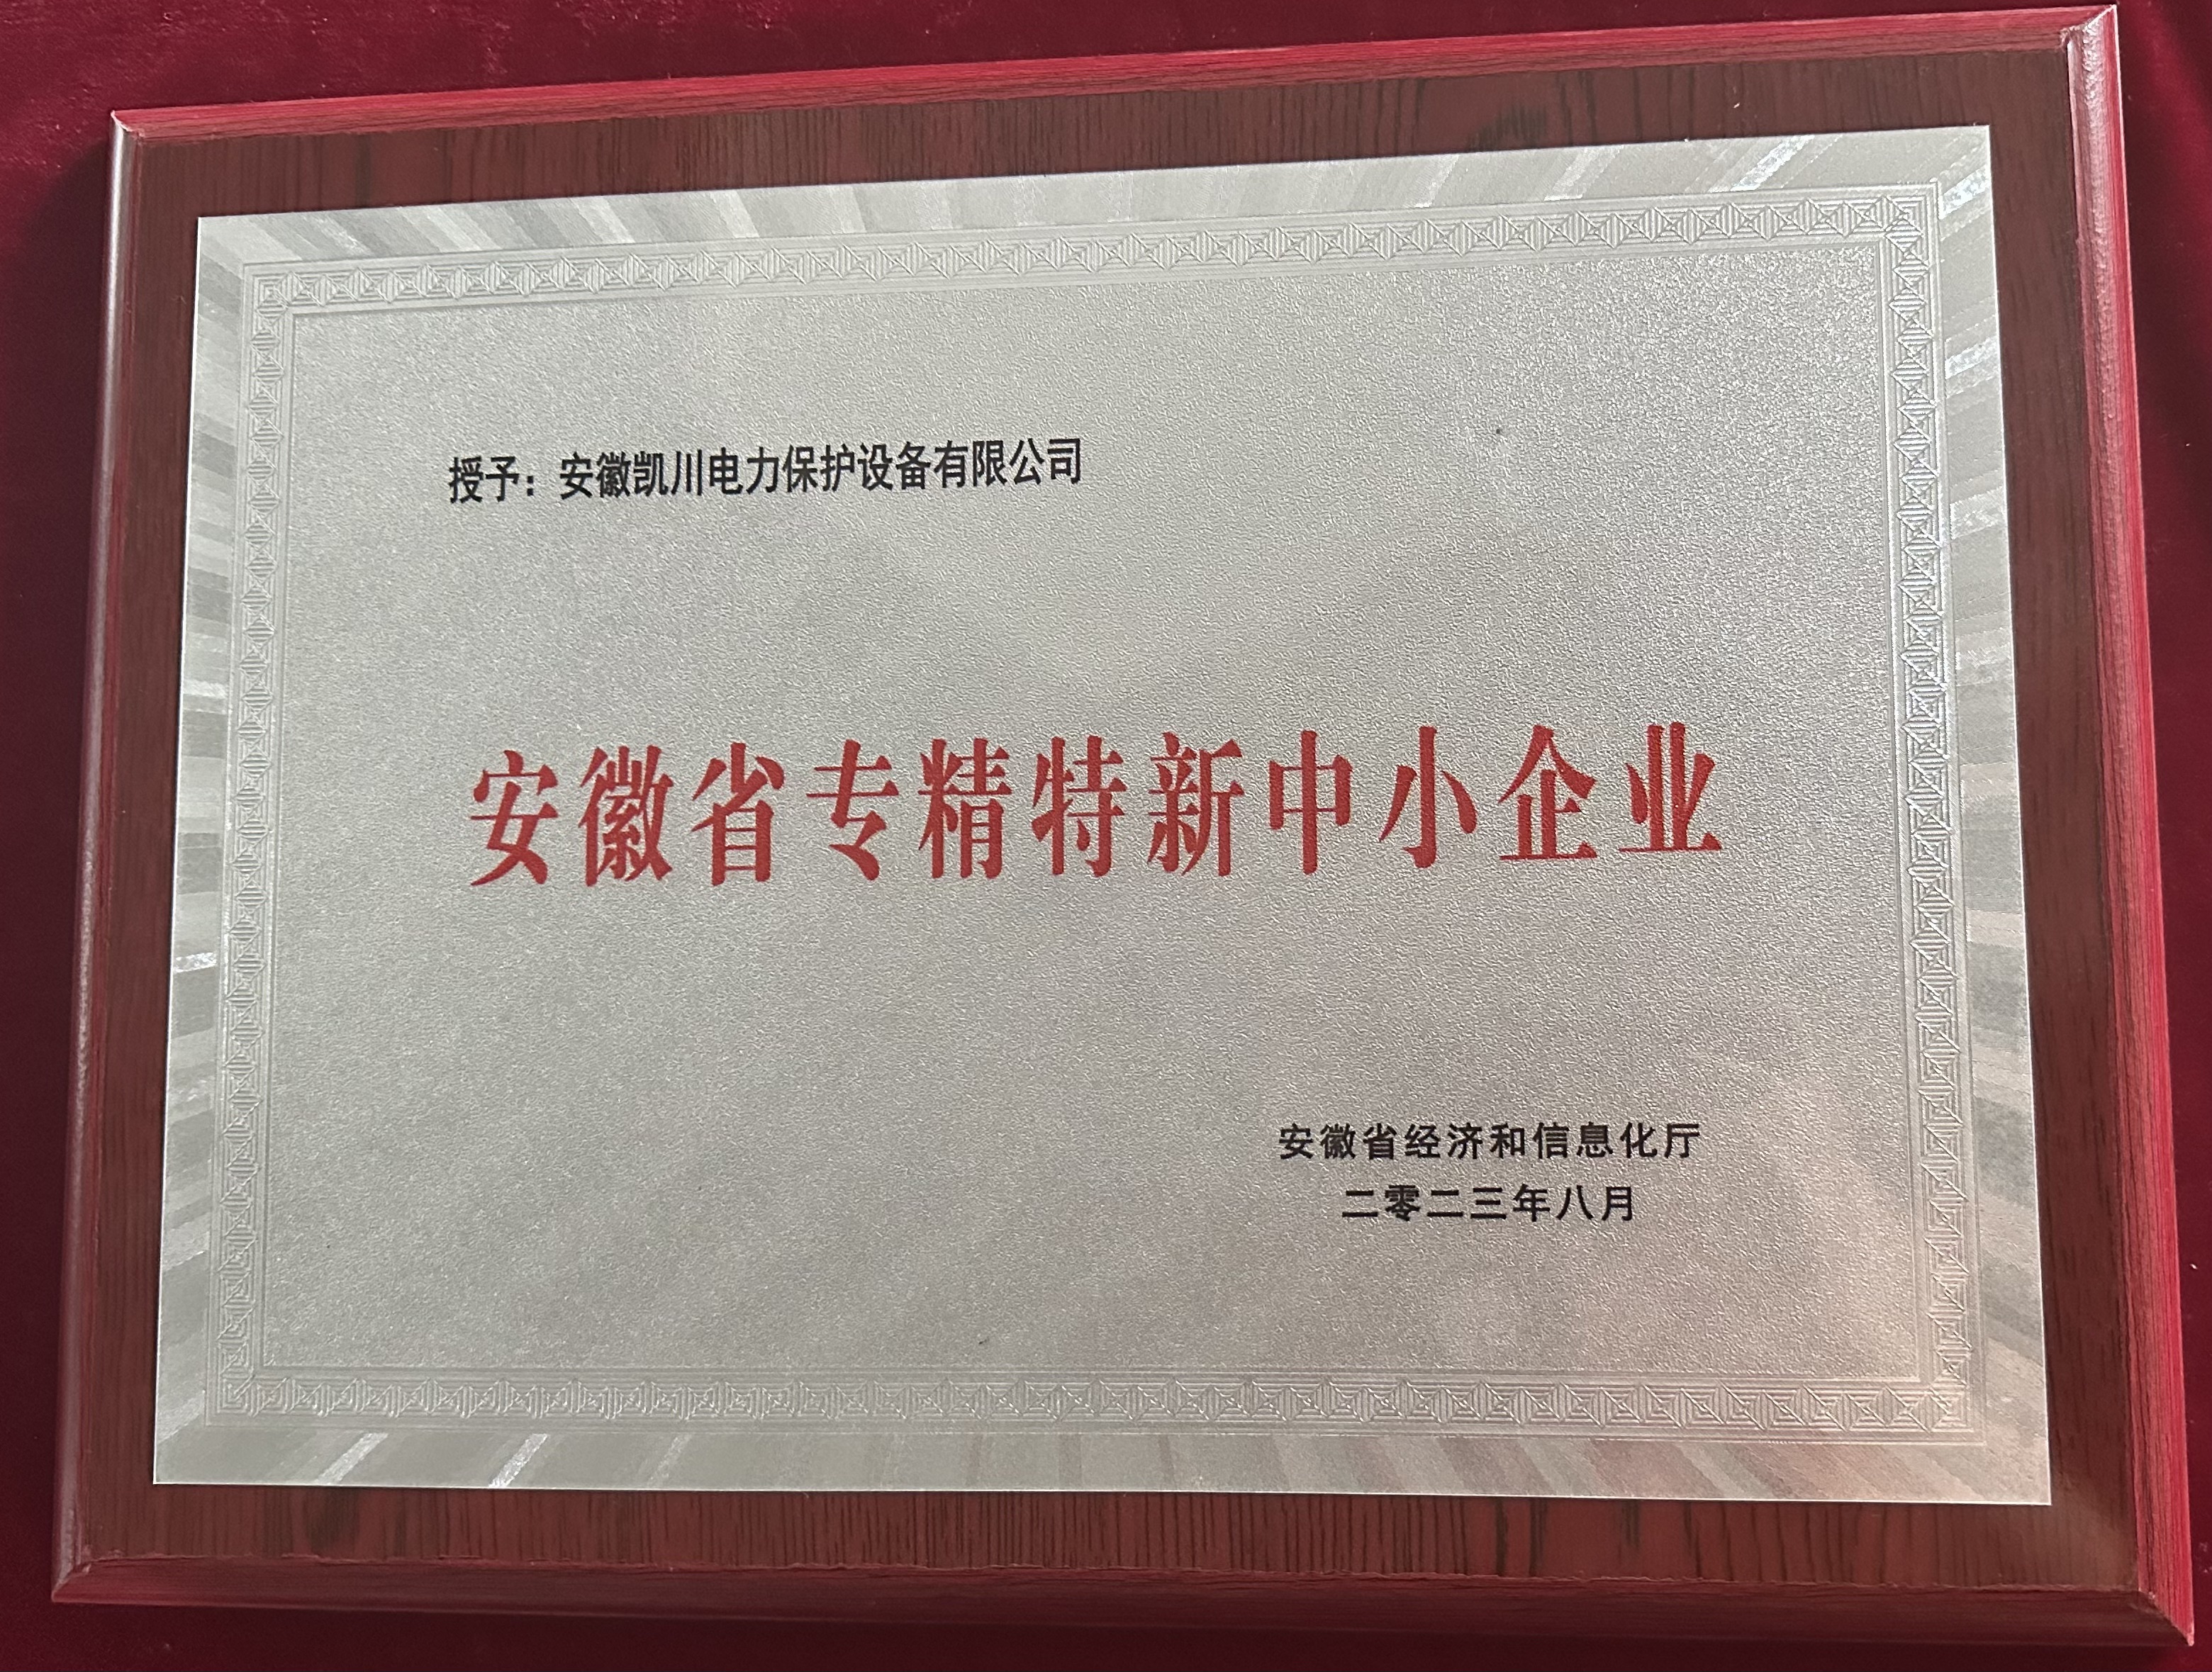 授予：安徽凯川电力保护设备有限公司
安徽省专精特新中小企业
安徽省经济和信息化厅
二零二三年八月